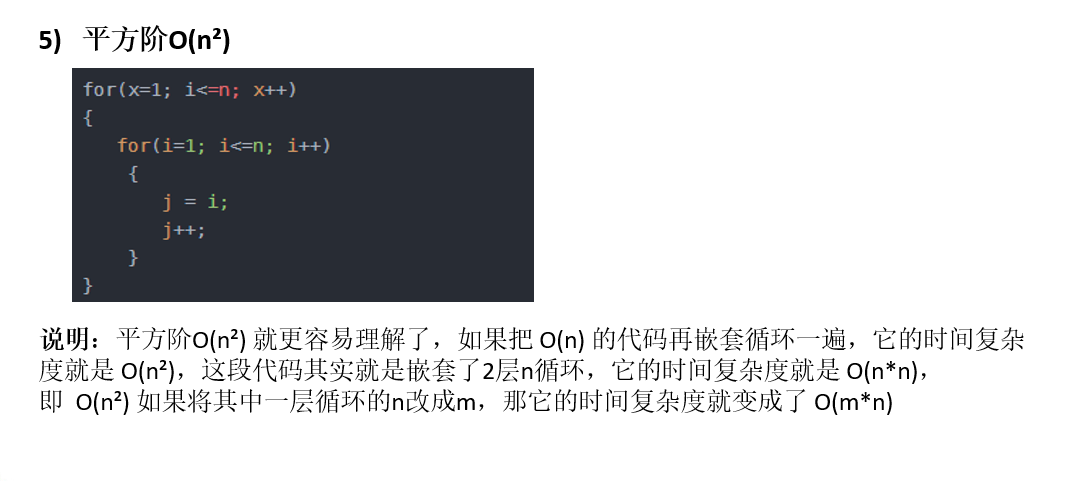 5) 平方阶O(n²)
for(x=1; i<=n; x++)
{
for(i=1; i<=n; i++)
{
j = i;
j++;
}
}
说明：平方阶O(n²) 就更容易理解了，如果把 O(n) 的代码再嵌套循环一遍，它的时间复杂
度就是 O(n²)，这段代码其实就是嵌套了2层n循环，它的时间复杂度就是 O(n*n)，
即 O(n²) 如果将其中一层循环的n改成m，那它的时间复杂度就变成了 O(m*n)